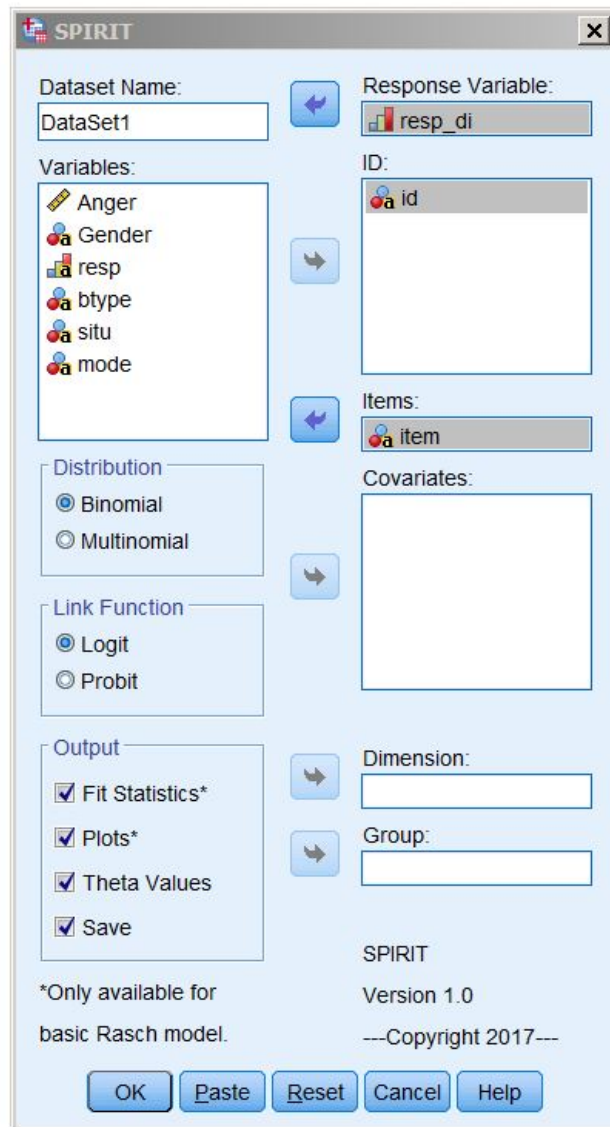 SPIRIT
Dataset Name:
DataSet1
Response Variable:
resp_di
Variables:
Anger
Gender
resp
btype
situ
mode
ID:
id
Items:
item
Distribution
Binomial
Multinomial
Covariates:
Link Function
Logit
Probit
Output
Fit Statistics*
Plots*
Theta Values
Save
Dimension:
Group:
*Only available for
basic Rasch model.
SPIRIT
Version 1.0
---Copyright 2017---
OK Paste Reset Cancel Help